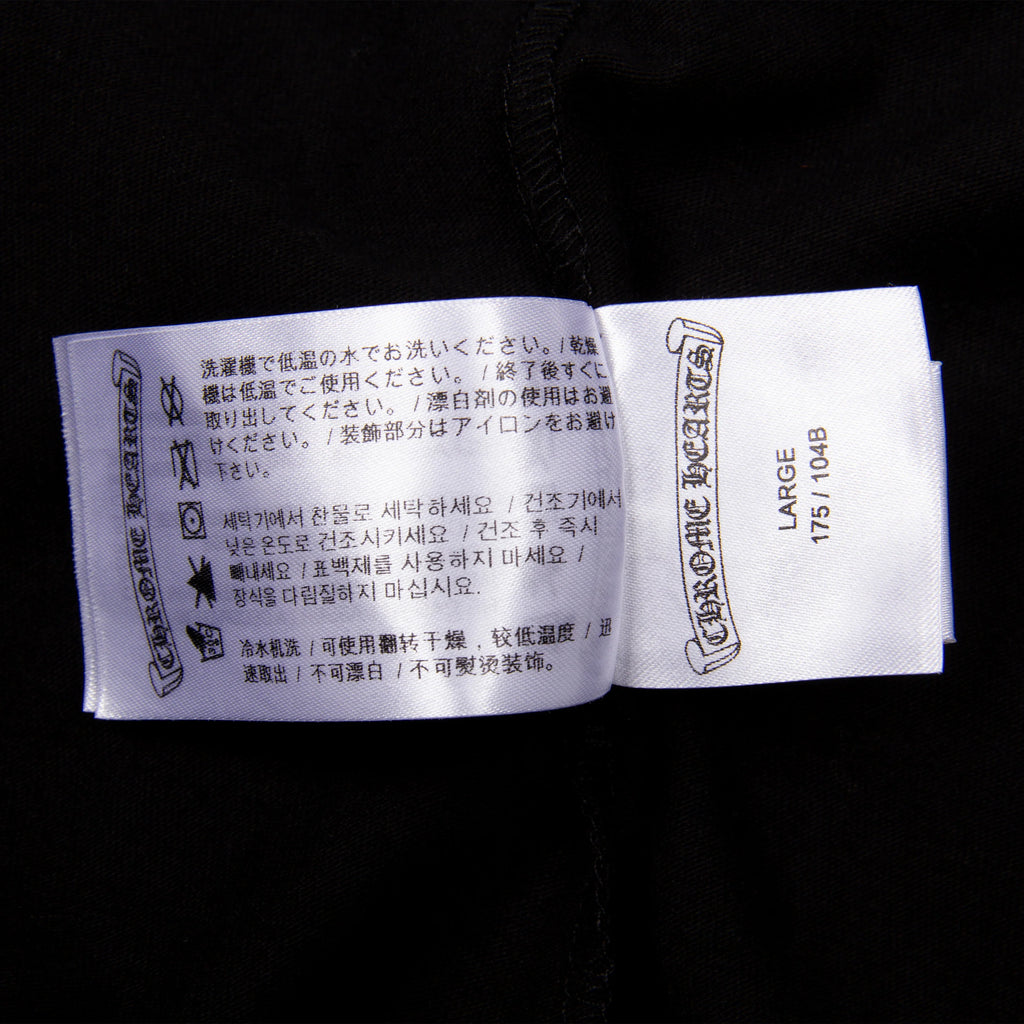 CHROME HEARTS
洗濯機で低温の水でお洗いください。/ 乾燥
機は低温でご使用ください。 / 終了後すぐに
取り出してください。 / 漂白剤の使用はお避
けください。 / 装飾部分はアイロンをお避け
下さい。
세탁기에서 찬물로 세탁하세요 / 건조기에서
낮은 온도로 건조시키세요 / 건조 후 즉시
빼내세요 / 표백제를 사용하지 마세요 /
장식을 다림질하지 마십시요.
冷水机洗 / 可使用翻转干燥，较低温度 / 迅
速取出 / 不可漂白 / 不可熨烫装饰。
CHROME HEARTS
LARGE
175 / 104B